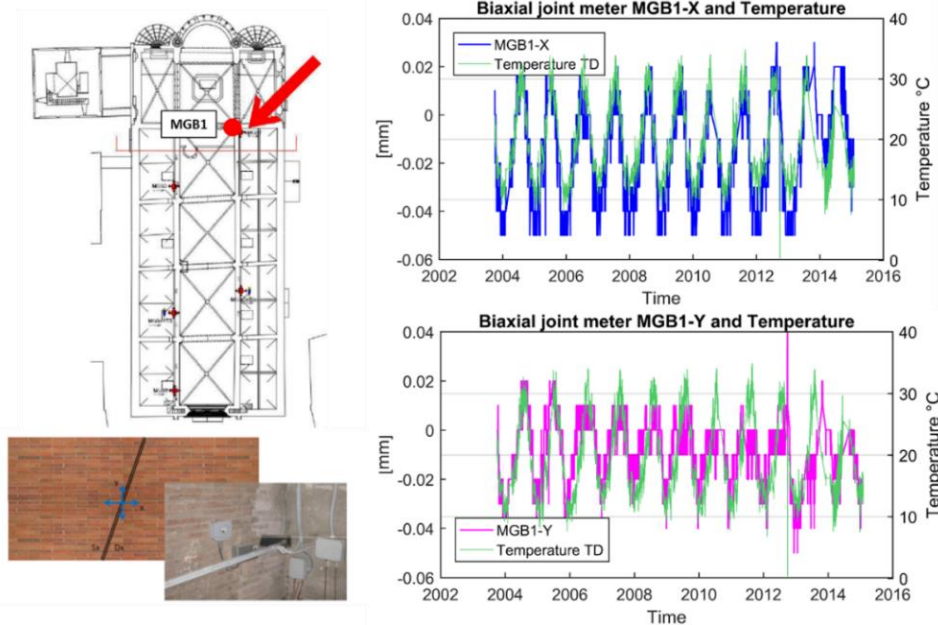 MGB1
Biaxial joint meter MGB1-X and Temperature
MGB1-X
Temperature TD
0.04
0.02
0
-0.02
-0.04
-0.06
[mm]
40
30
20
10
0
Temperature °C
2002 2004 2006 2008 2010 2012 2014 2016
Time
Biaxial joint meter MGB1-Y and Temperature
0.04
0.02
0
-0.02
-0.04
-0.06
[mm]
MGB1-Y
Temperature TD
40
30
20
10
0
Temperature °C
2002 2004 2006 2008 2010 2012 2014 2016
Time
Y
X
Sx Dx